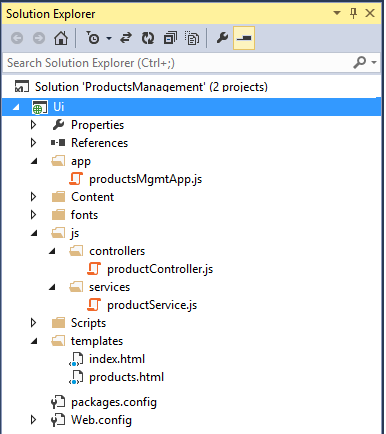 Solution Explorer
Search Solution Explorer (Ctrl+;)
Solution 'ProductsManagement' (2 projects)
Ui
Properties
References
app
productsMgmtApp.js
Content
fonts
js
controllers
productController.js
services
productService.js
Scripts
templates
index.html
products.html
packages.config
Web.config